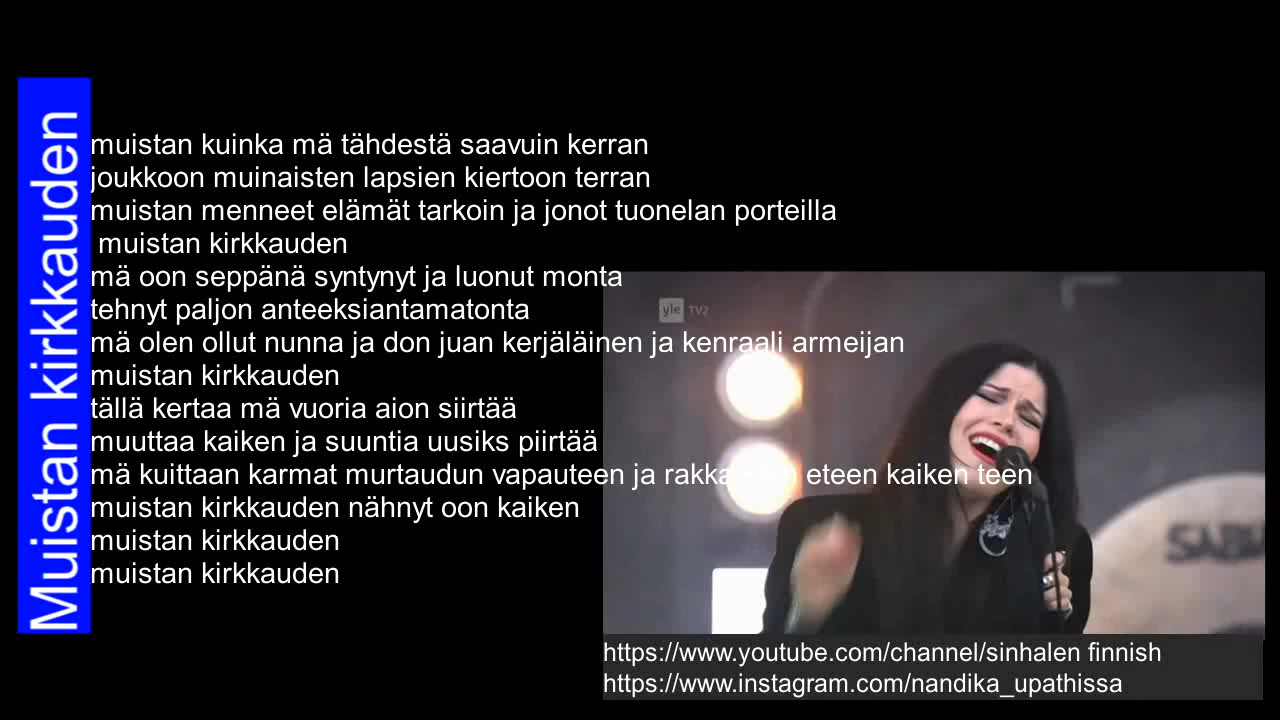 Muistan kirkkauden
muistan kuinka mä tähdestä saavuin kerran
joukkoon muinaisten lapsien kiertoon terran
muistan menneet elämät tarkoin ja jonot tuonelan porteilla
muistan kirkkauden
mä oon seppänä syntynyt ja luonut monta
tehnyt paljon anteeksiantamatonta
mä olen ollut nunna ja don juan kerjäläinen ja kenraali armeijan
muistan kirkkauden
tällä kertaa mä vuoria aion siirtää
muuttaa kaiken ja suuntia uusiks piirtää
mä kuittaan karmat murtaudun vapauteen ja eteen kaiken teen
muistan kirkkauden nähnyt oon kaiken
muistan kirkkauden
muistan kirkkauden
yle TV2
https://www.youtube.com/channel/sinhalen finnish
https://www.instagram.com/nandika_upathissa